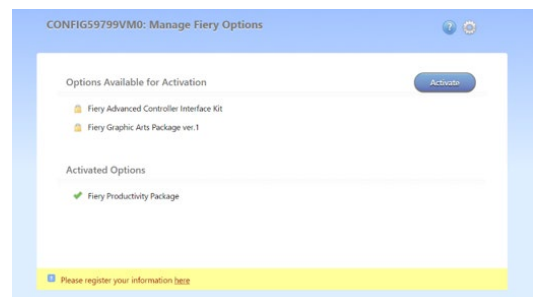 CONFIG59799VM0: Manage Fiery Options
Options Available for Activation
Activate
Fiery Advanced Controller Interface Kit
Fiery Graphic Arts Package ver.1
Activated Options
Fiery Productivity Package
Please register your information here